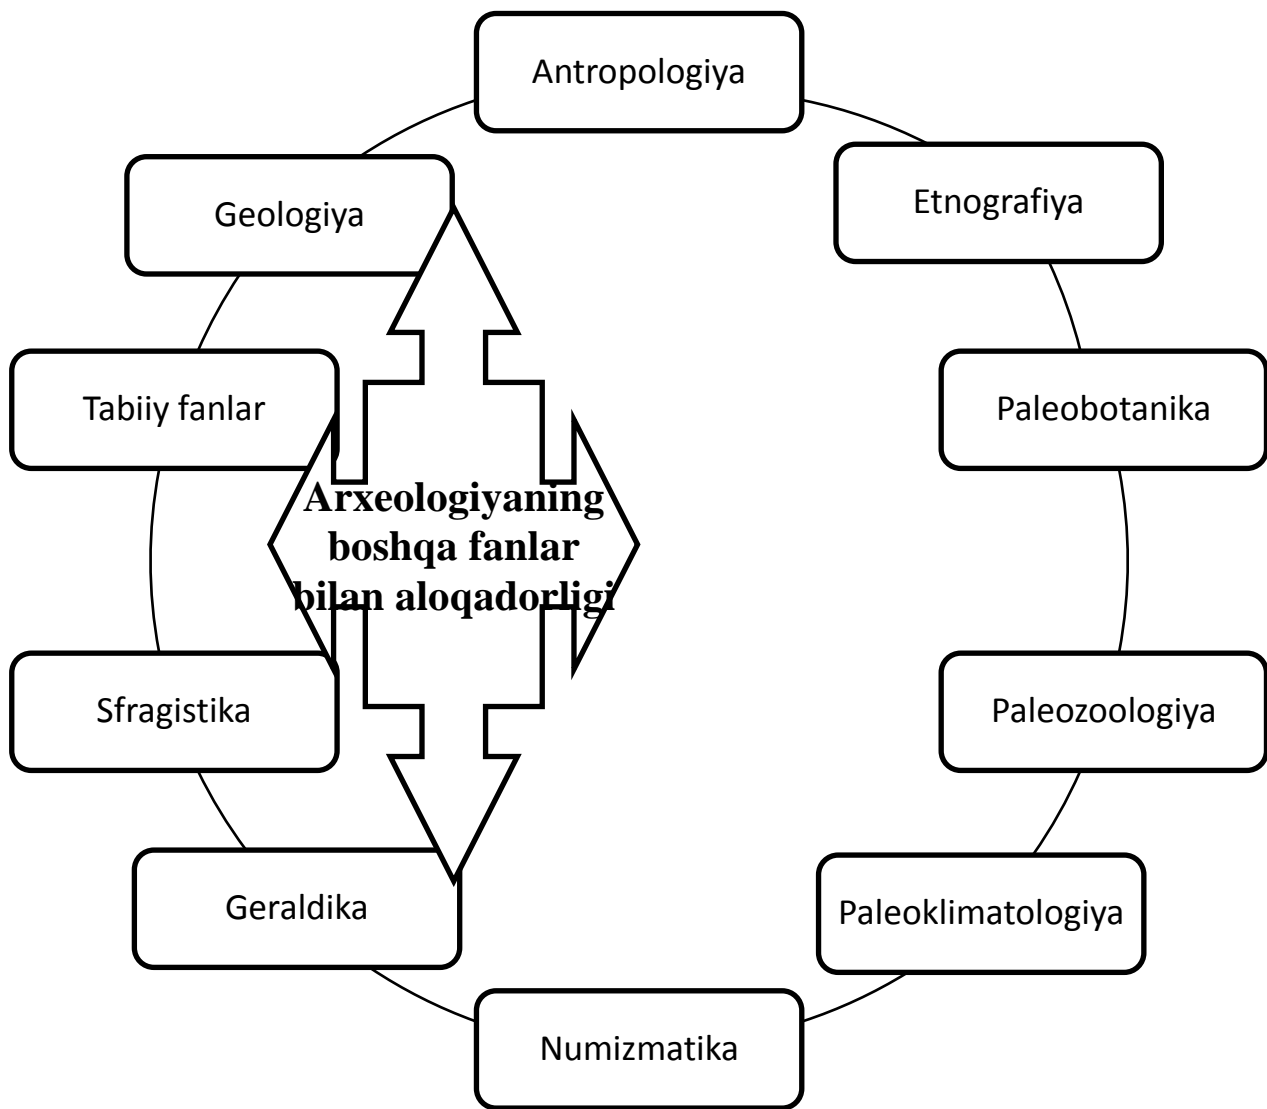 Antropologiya
Etnografiya
Geologiya
Paleobotanika
Tabiiy fanlar
Arxeologiyaning
boshqa fanlar
bilan aloqadorligi
Sfragistika
Paleozoologiya
Geraldika
Paleoklimatologiya
Numizmatika